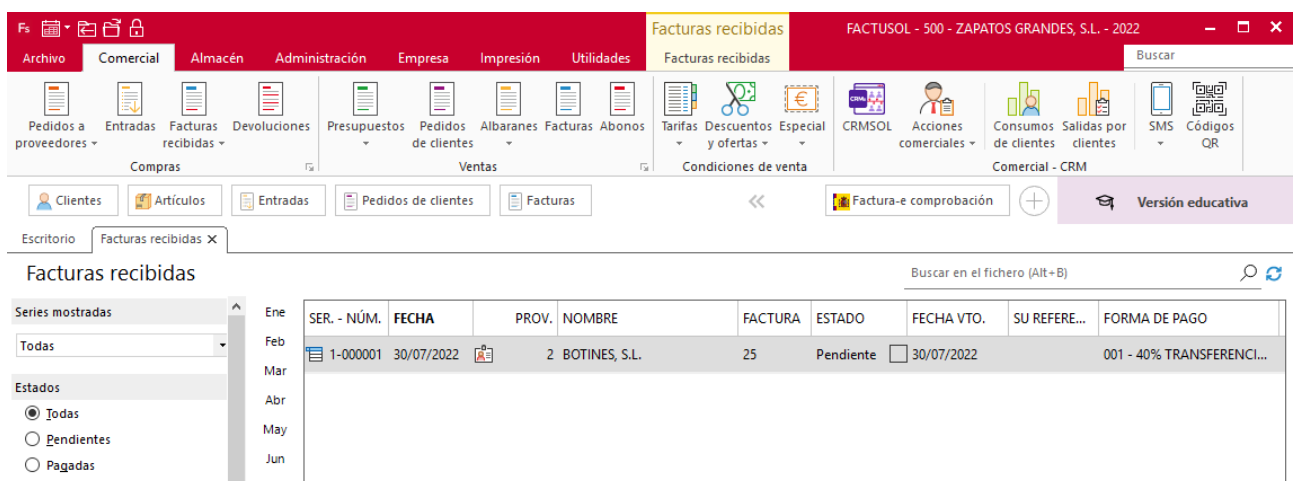 Fs
Facturas recibidas
FACTUSOL - 500 - ZAPATOS GRANDES, S.L. - 2022
Archivo Comercial Almacén Administración Empresa Impresión Utilidades Facturas recibidas Buscar
Pedidos a proveedores
Entradas
Facturas recibidas
Devoluciones
Presupuestos
Pedidos de clientes
Albaranes
Facturas
Abonos
Tarifas
Descuentos y ofertas
Especial
CRMSOL
Acciones comerciales
Consumos de clientes
Salidas por clientes
SMS
Códigos QR
Compras Ventas Condiciones de venta Comercial - CRM
Clientes Artículos Entradas Pedidos de clientes Facturas Factura-e comprobación Versión educativa
Escritorio Facturas recibidas X
Facturas recibidas
Buscar en el fichero (Alt+B)
Series mostradas
Todas
Estados
Todas
Pendientes
Pagadas
Ene
Feb
Mar
Abr
May
Jun
SER. - NÚM. FECHA PROV. NOMBRE FACTURA ESTADO FECHA VTO. SU REFERE... FORMA DE PAGO
1-000001 30/07/2022 2 BOTINES, S.L. 25 Pendiente 30/07/2022 001 - 40% TRANSFERENCI...